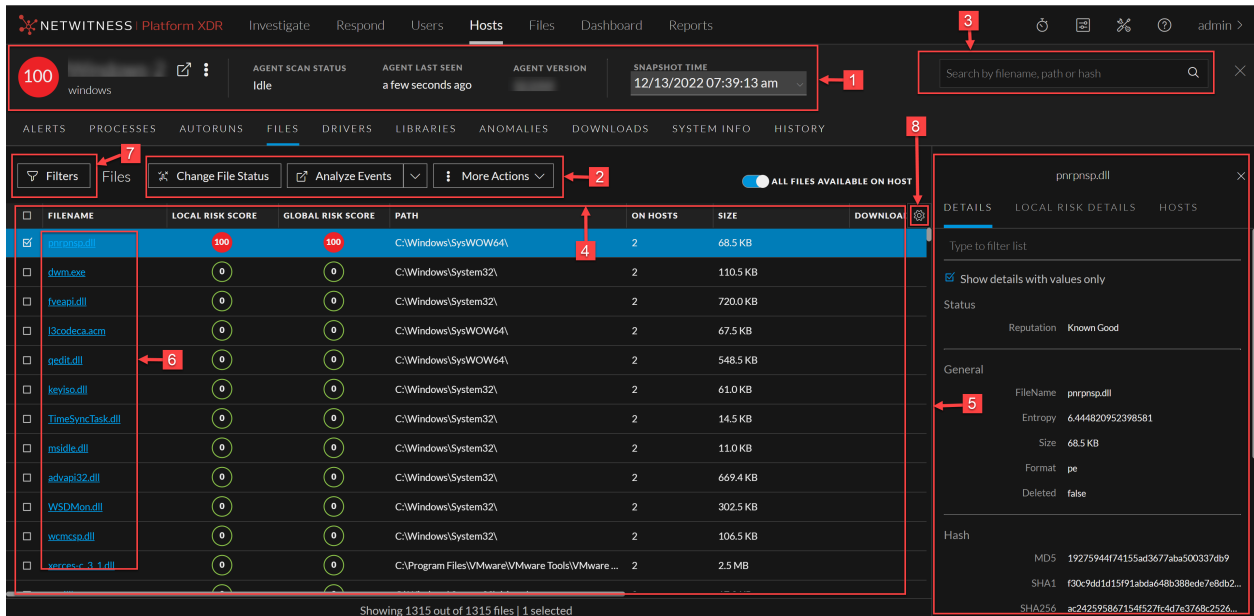 NETWITNESS | Platform XDR Investigate Respond Users Hosts Files Dashboard Reports admin >
3
100 windows
AGENT SCAN STATUS
Idle
AGENT LAST SEEN
a few seconds ago
AGENT VERSION
SNAPSHOT TIME
12/13/2022 07:39:13 am
1
Search by filename, path or hash
ALERTS PROCESSES AUTORUNS FILES DRIVERS LIBRARIES ANOMALIES DOWNLOADS SYSTEM INFO HISTORY
8
7
Filters Files Change File Status Analyze Events More Actions 2
ALL FILES AVAILABLE ON HOST
FILENAME LOCAL RISK SCORE GLOBAL RISK SCORE PATH ON HOSTS SIZE DOWNLOA
4
pnrpnsp.dll 100 100 C:\Windows\SysWOW64\ 2 68.5 KB
dwm.exe 0 0 C:\Windows\System32\ 2 110.5 KB
fveapi.dll 0 0 C:\Windows\System32\ 2 720.0 KB
l3codeca.acm 0 0 C:\Windows\SysWOW64\ 2 67.5 KB
qedit.dll 0 0 C:\Windows\SysWOW64\ 2 548.5 KB
6
keyiso.dll 0 0 C:\Windows\System32\ 2 61.0 KB
TimeSyncTask.dll 0 0 C:\Windows\System32\ 2 14.5 KB
msidle.dll 0 0 C:\Windows\System32\ 2 11.0 KB
advapi32.dll 0 0 C:\Windows\System32\ 2 669.4 KB
WSDMon.dll 0 0 C:\Windows\System32\ 2 302.5 KB
wcmcsp.dll 0 0 C:\Windows\System32\ 2 106.5 KB
xerces-c_3_1.dll 0 0 C:\Program Files\VMware\VMware Tools\VMware ... 2 2.5 MB
Showing 1315 out of 1315 files | 1 selected
pnrpnsp.dll
DETAILS LOCAL RISK DETAILS HOSTS
Type to filter list
Show details with values only
Status
Reputation Known Good
General
5
FileName pnrpnsp.dll
Entropy 6.444820952398581
Size 68.5 KB
Format pe
Deleted false
Hash
MD5 19275944f74155ad3677aba500337db9
SHA1 f30c9dd1d15f91abda648b388ede7e8db2...
SHA256 ac242595867154f527fc4d7e3768c2526...